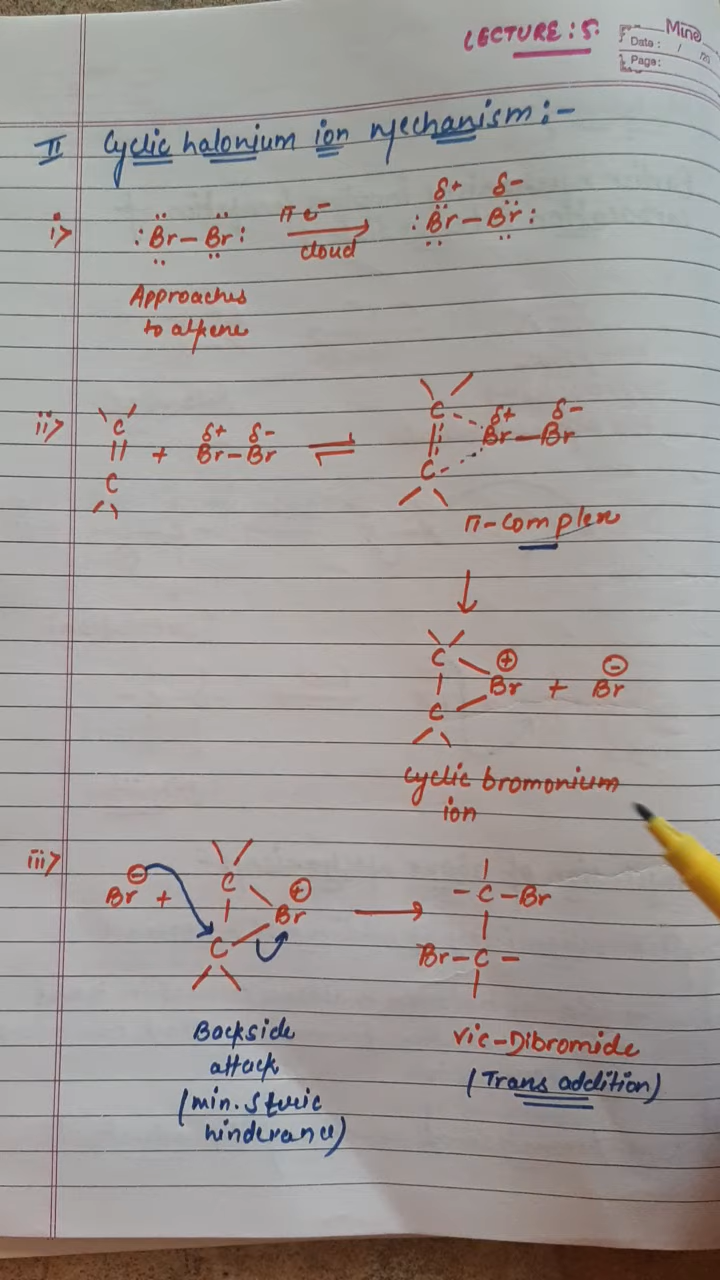 LECTURE : 5.
Mine
Date : /
Page:
II Cyclic halonium ion mechanism :-
i> :Br – Br: π e⁻ cloud → δ+ δ- :Br – Br:
Approaches
to alkene
ii> C = C + δ+ δ- Br – Br ⇌ C = C δ+ δ- Br – Br
π-complex
↓
C C Br ⊕ + Br ⊖
cyclic bromonium
ion
iii> Br ⊖ + C C Br ⊕ → – C – Br Br – C –
Backside
attack
(min. steric
hinderance)
vic-Dibromide
(Trans addition)